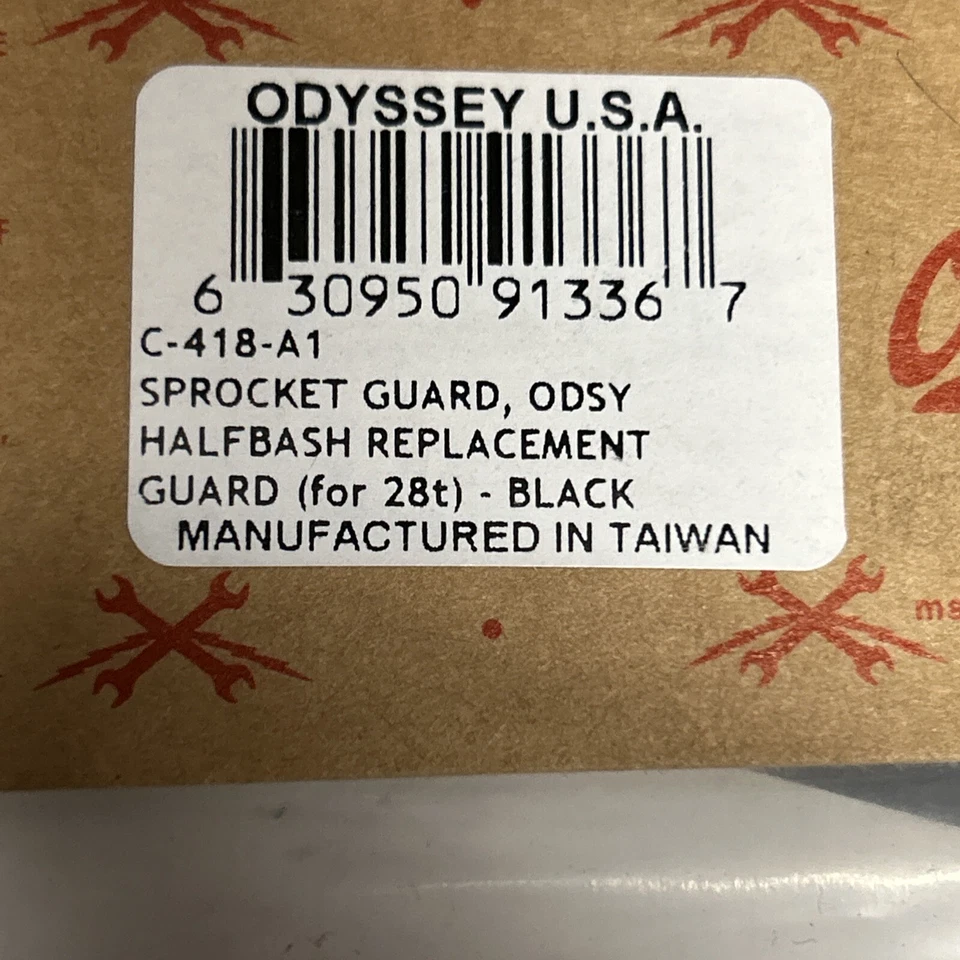 ODYSSEY U.S.A.
6 30950 91336 7
C-418-A1
SPROCKET GUARD, ODSY
HALFBASH REPLACEMENT
GUARD (for 28t) - BLACK
MANUFACTURED IN TAIWAN